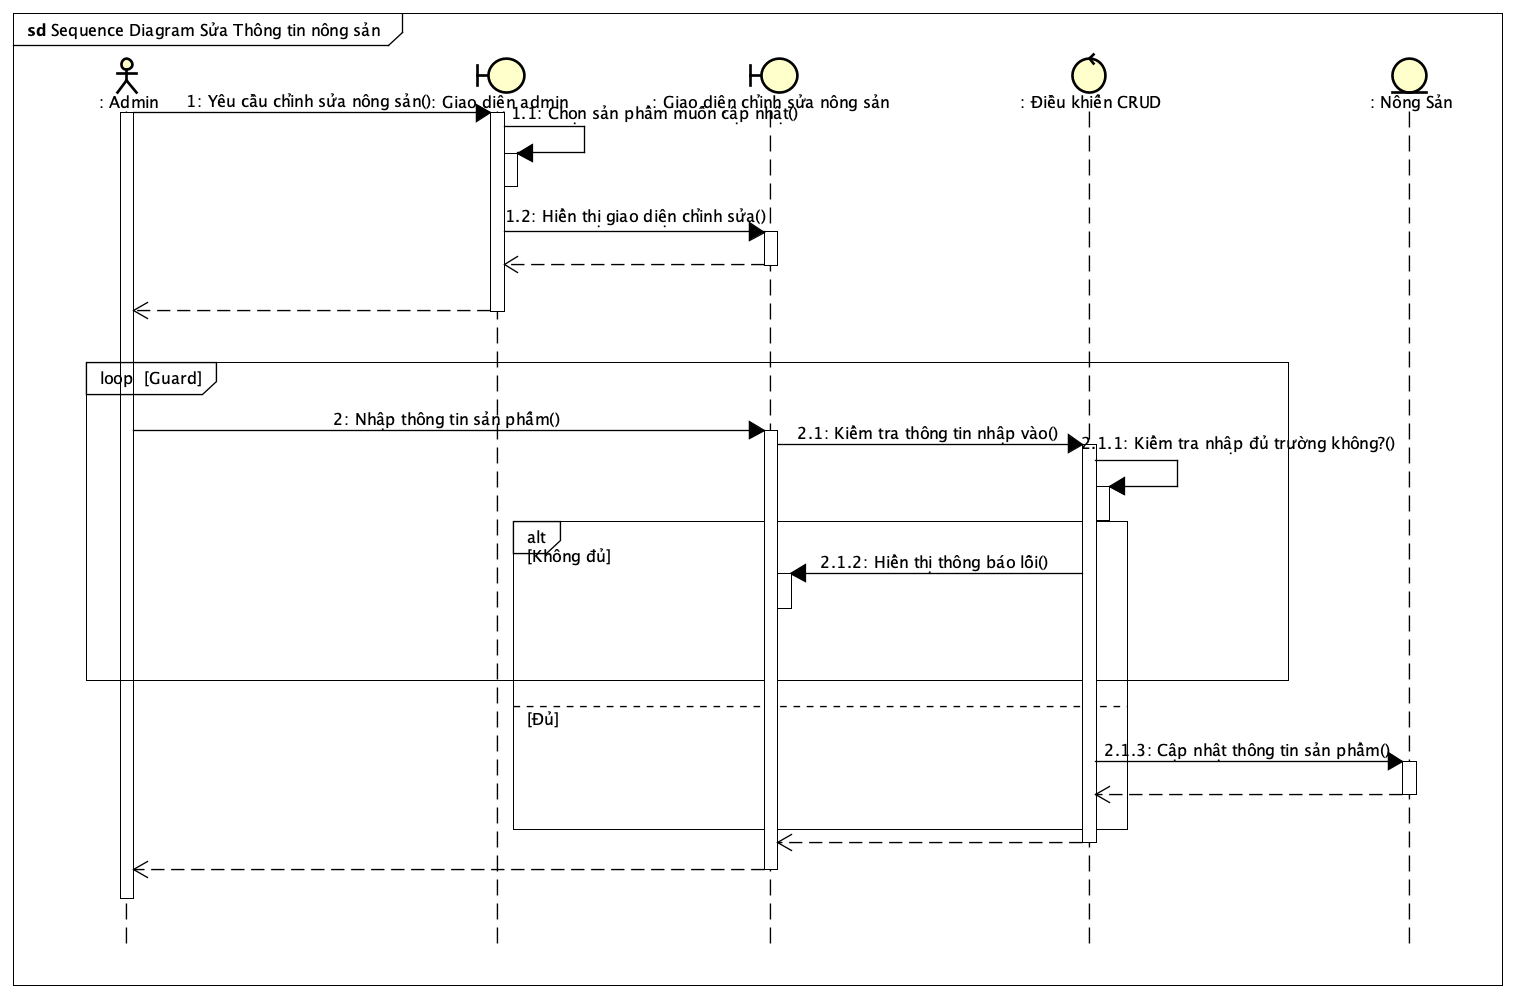 sd Sequence Diagram Sửa Thông tin nông sản
: Admin
: Giao diện admin
: Giao diện chỉnh sửa nông sản
: Điều khiển CRUD
: Nông Sản
1: Yêu cầu chỉnh sửa nông sản()
1.1: Chọn sản phẩm muốn cập nhật()
1.2: Hiển thị giao diện chỉnh sửa()
loop [Guard]
2: Nhập thông tin sản phẩm()
2.1: Kiểm tra thông tin nhập vào()
2.1.1: Kiểm tra nhập đủ trường không?()
alt
[Không đủ]
2.1.2: Hiển thị thông báo lỗi()
[Đủ]
2.1.3: Cập nhật thông tin sản phẩm()